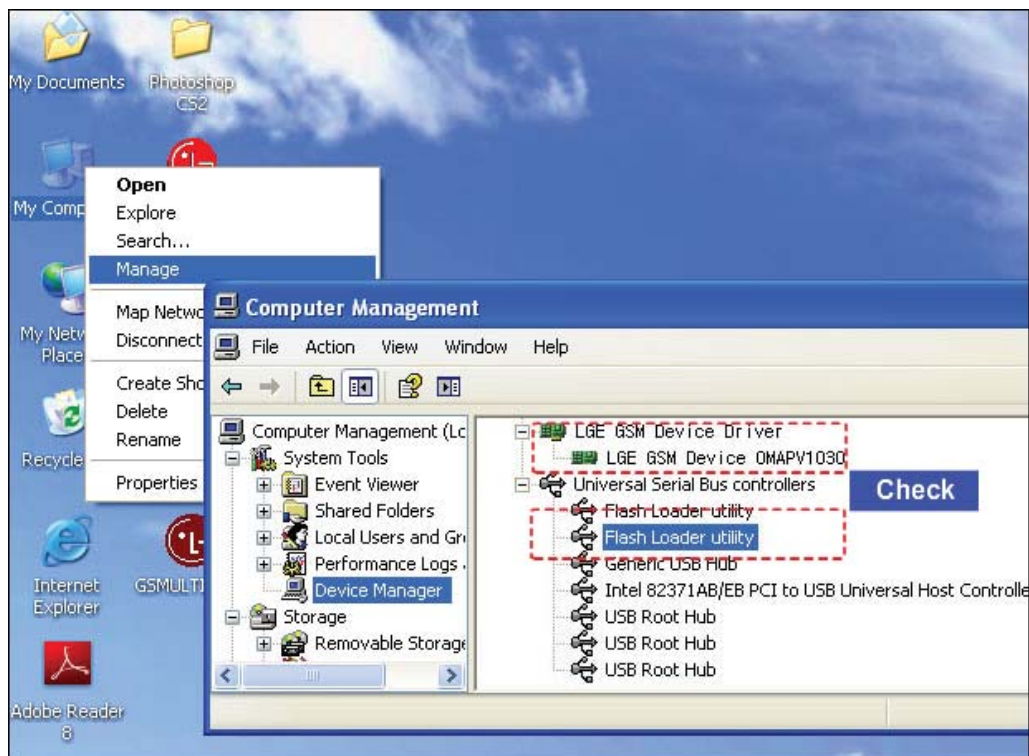 My Documents
Photoshop
CS2
My Comp
Open
Explore
Search...
Manage
Map Netwo
Disconnect
Create Sho
Delete
Rename
Properties
My Netw
Place
Recycle
Internet
Explorer
GSMULTI
Adobe Reader
8
Computer Management
File Action View Window Help
Computer Management (Lo
System Tools
Event Viewer
Shared Folders
Local Users and Gr
Performance Logs
Device Manager
Storage
Removable Storage
LGE GSM Device Driver
LGE GSM Device OMAPV1030
Universal Serial Bus controllers
Check
Flash Loader utility
Flash Loader utility
Generic USB Hub
Intel 82371AB/EB PCI to USB Universal Host Controlle
USB Root Hub
USB Root Hub
USB Root Hub